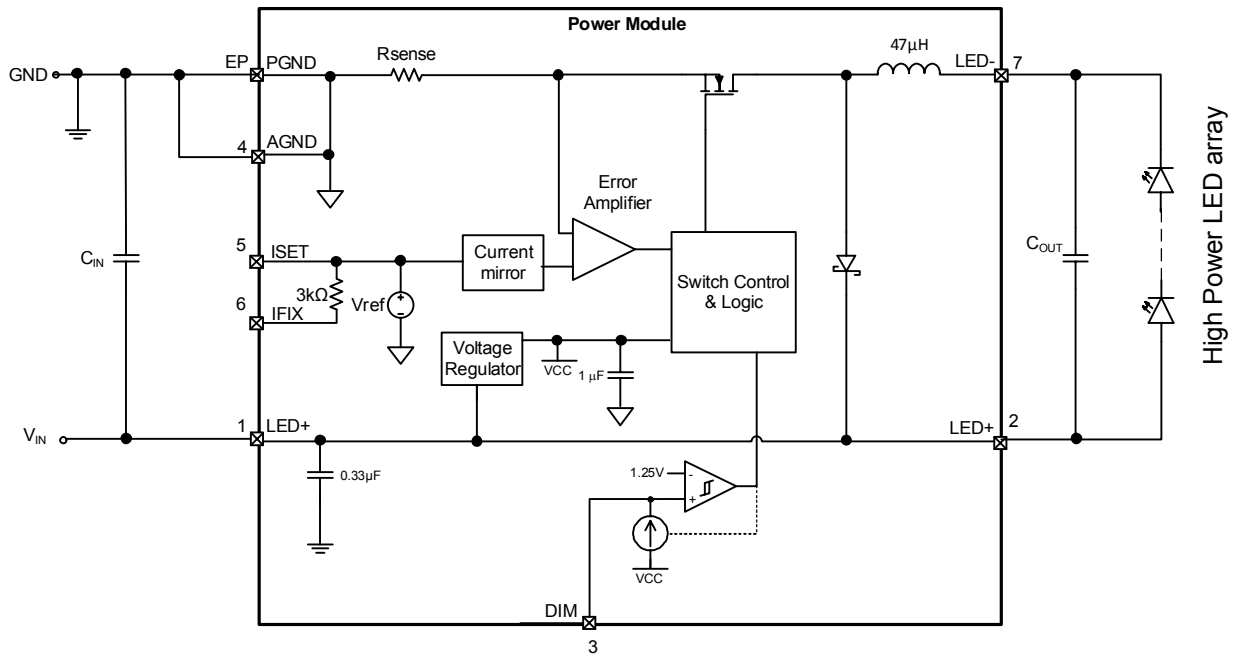 Power Module
GND
EP
PGND
Rsense
47µH
LED-
7
4
AGND
Error
Amplifier
5
ISET
Current
mirror
CIN
3kΩ
Vref
6
IFIX
Switch Control
& Logic
COUT
High Power LED array
Voltage
Regulator
VCC
1 µF
VIN
1
LED+
LED+
2
0.33µF
1.25V
-
+
VCC
DIM
3